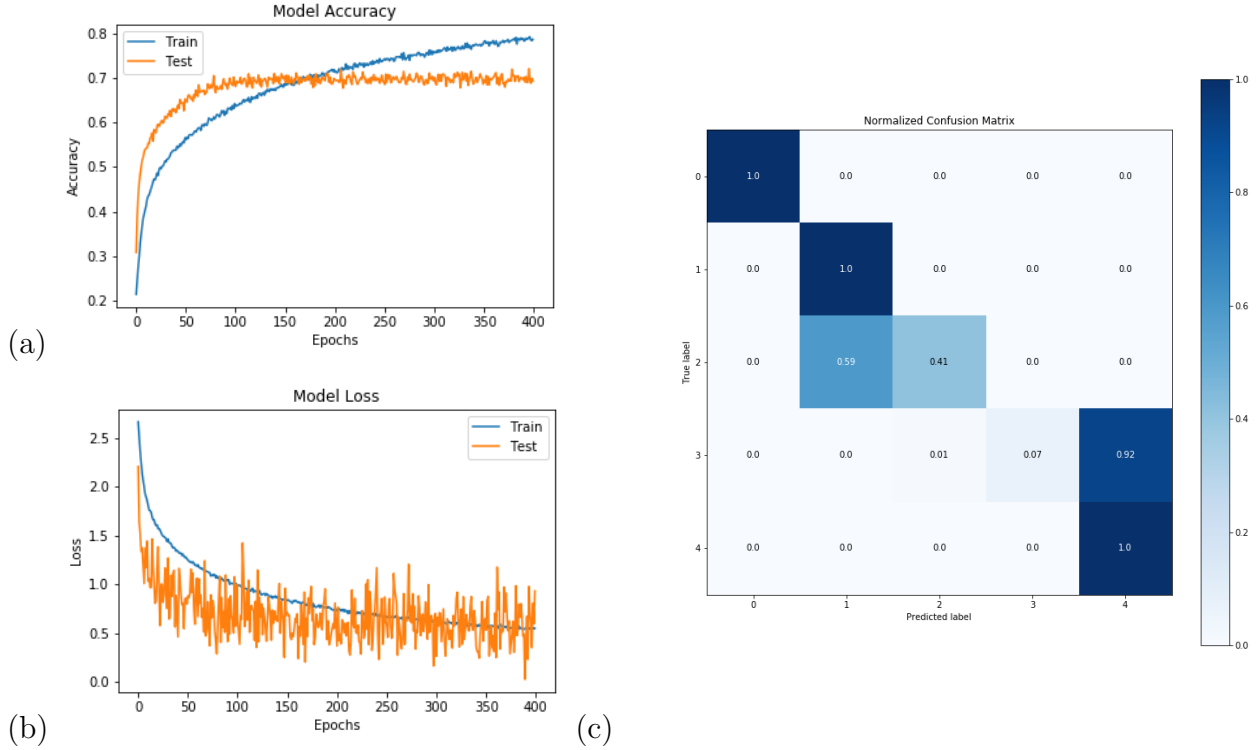 Model Accuracy
Train
Test
0.8
0.7
0.6
0.5
0.4
0.3
0.2
Accuracy
0 50 100 150 200 250 300 350 400
Epochs
(a)
Model Loss
Train
Test
2.5
2.0
1.5
1.0
0.5
0.0
Loss
0 50 100 150 200 250 300 350 400
Epochs
(b)
Normalized Confusion Matrix
True label
0 1.0 0.0 0.0 0.0 0.0
1 0.0 1.0 0.0 0.0 0.0
2 0.0 0.59 0.41 0.0 0.0
3 0.0 0.0 0.01 0.07 0.92
4 0.0 0.0 0.0 0.0 1.0
0 1 2 3 4
Predicted label
1.0
0.8
0.6
0.4
0.2
0.0
(c)